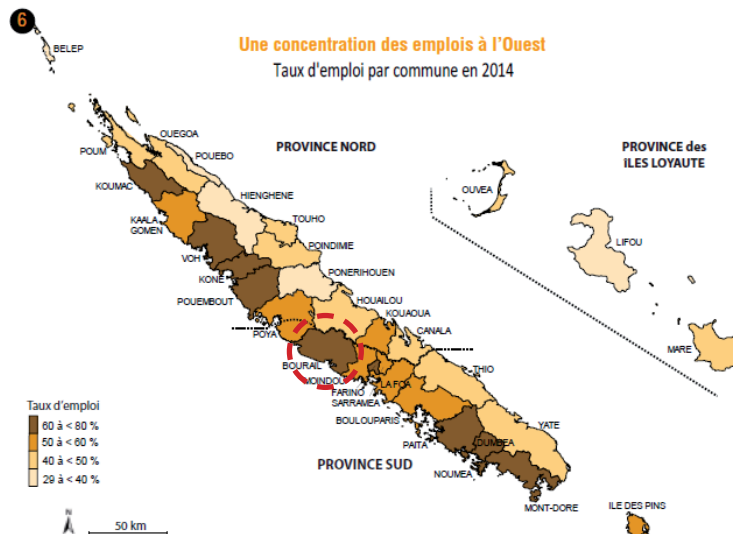 6
BELEP
Une concentration des emplois à l'Ouest
Taux d'emploi par commune en 2014
OUEGOA
POUM
POUEBO
PROVINCE NORD
PROVINCE des
ILES LOYAUTE
KOUMAC
HIENGHENE
OUVEA
KAALA
GOMEN
TOUHO
LIFOU
VOH
POINDIMIE
KONE
PONERIHOUEN
POUEMBOUT
HOUAILOU
KOUAOUA
POYA
CANALA
MARE
BOURAIL
THIO
MOINDOU
LA FOA
FARINO
SARRAMEA
BOULOUPARIS
YATE
PAITA
DUMBEA
PROVINCE SUD
NOUMEA
MONT-DORE
ILE DES PINS
Taux d'emploi
60 à < 80 %
50 à < 60 %
40 à < 50 %
29 à < 40 %
N
50 km